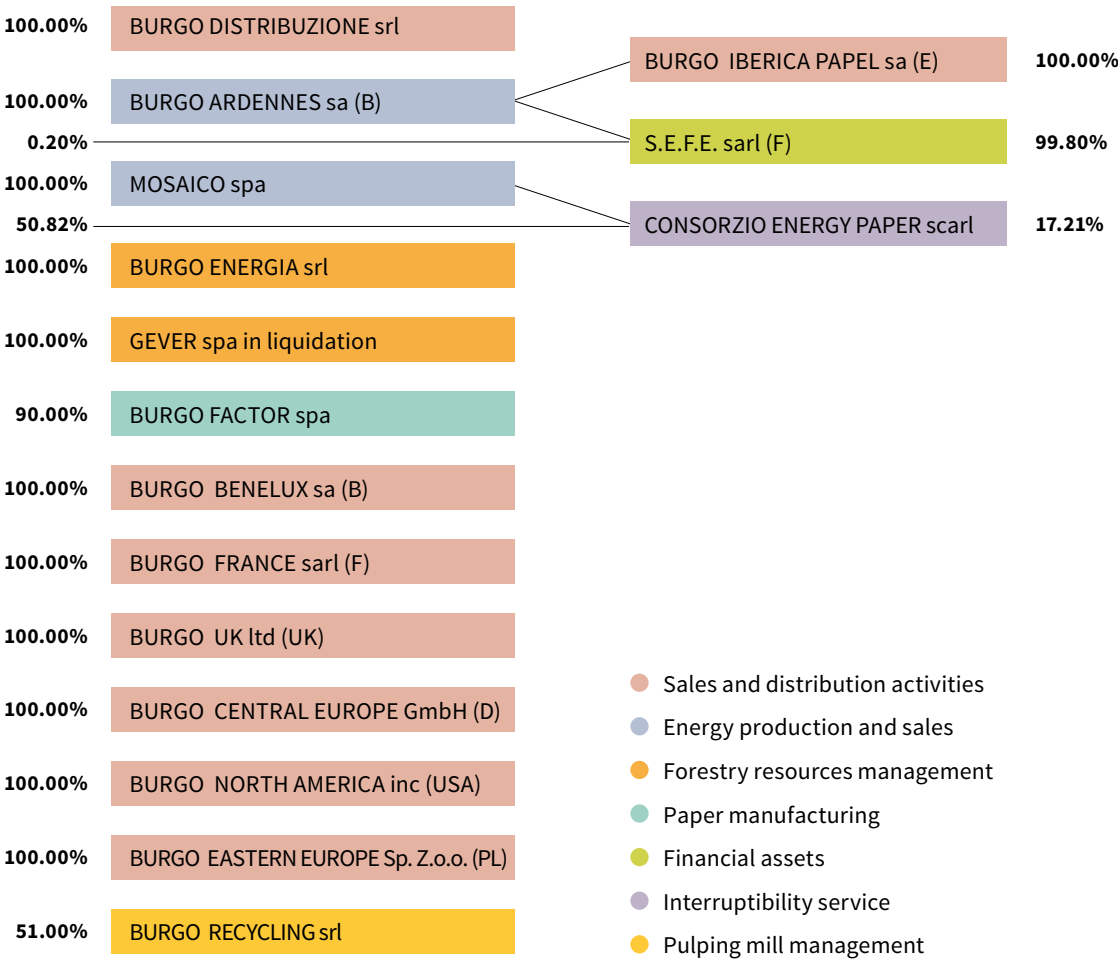 100.00% BURGO DISTRIBUZIONE srl
BURGO IBERICA PAPEL sa (E) 100.00%
100.00% BURGO ARDENNES sa (B)
0.20% S.E.F.E. sarl (F) 99.80%
100.00% MOSAICO spa
50.82% CONSORZIO ENERGY PAPER scarl 17.21%
100.00% BURGO ENERGIA srl
100.00% GEVER spa in liquidation
90.00% BURGO FACTOR spa
100.00% BURGO BENELUX sa (B)
100.00% BURGO FRANCE sarl (F)
100.00% BURGO UK ltd (UK)
100.00% BURGO CENTRAL EUROPE GmbH (D)
100.00% BURGO NORTH AMERICA inc (USA)
100.00% BURGO EASTERN EUROPE Sp. Z.o.o. (PL)
51.00% BURGO RECYCLING srl
Sales and distribution activities
Energy production and sales
Forestry resources management
Paper manufacturing
Financial assets
Interruptibility service
Pulping mill management